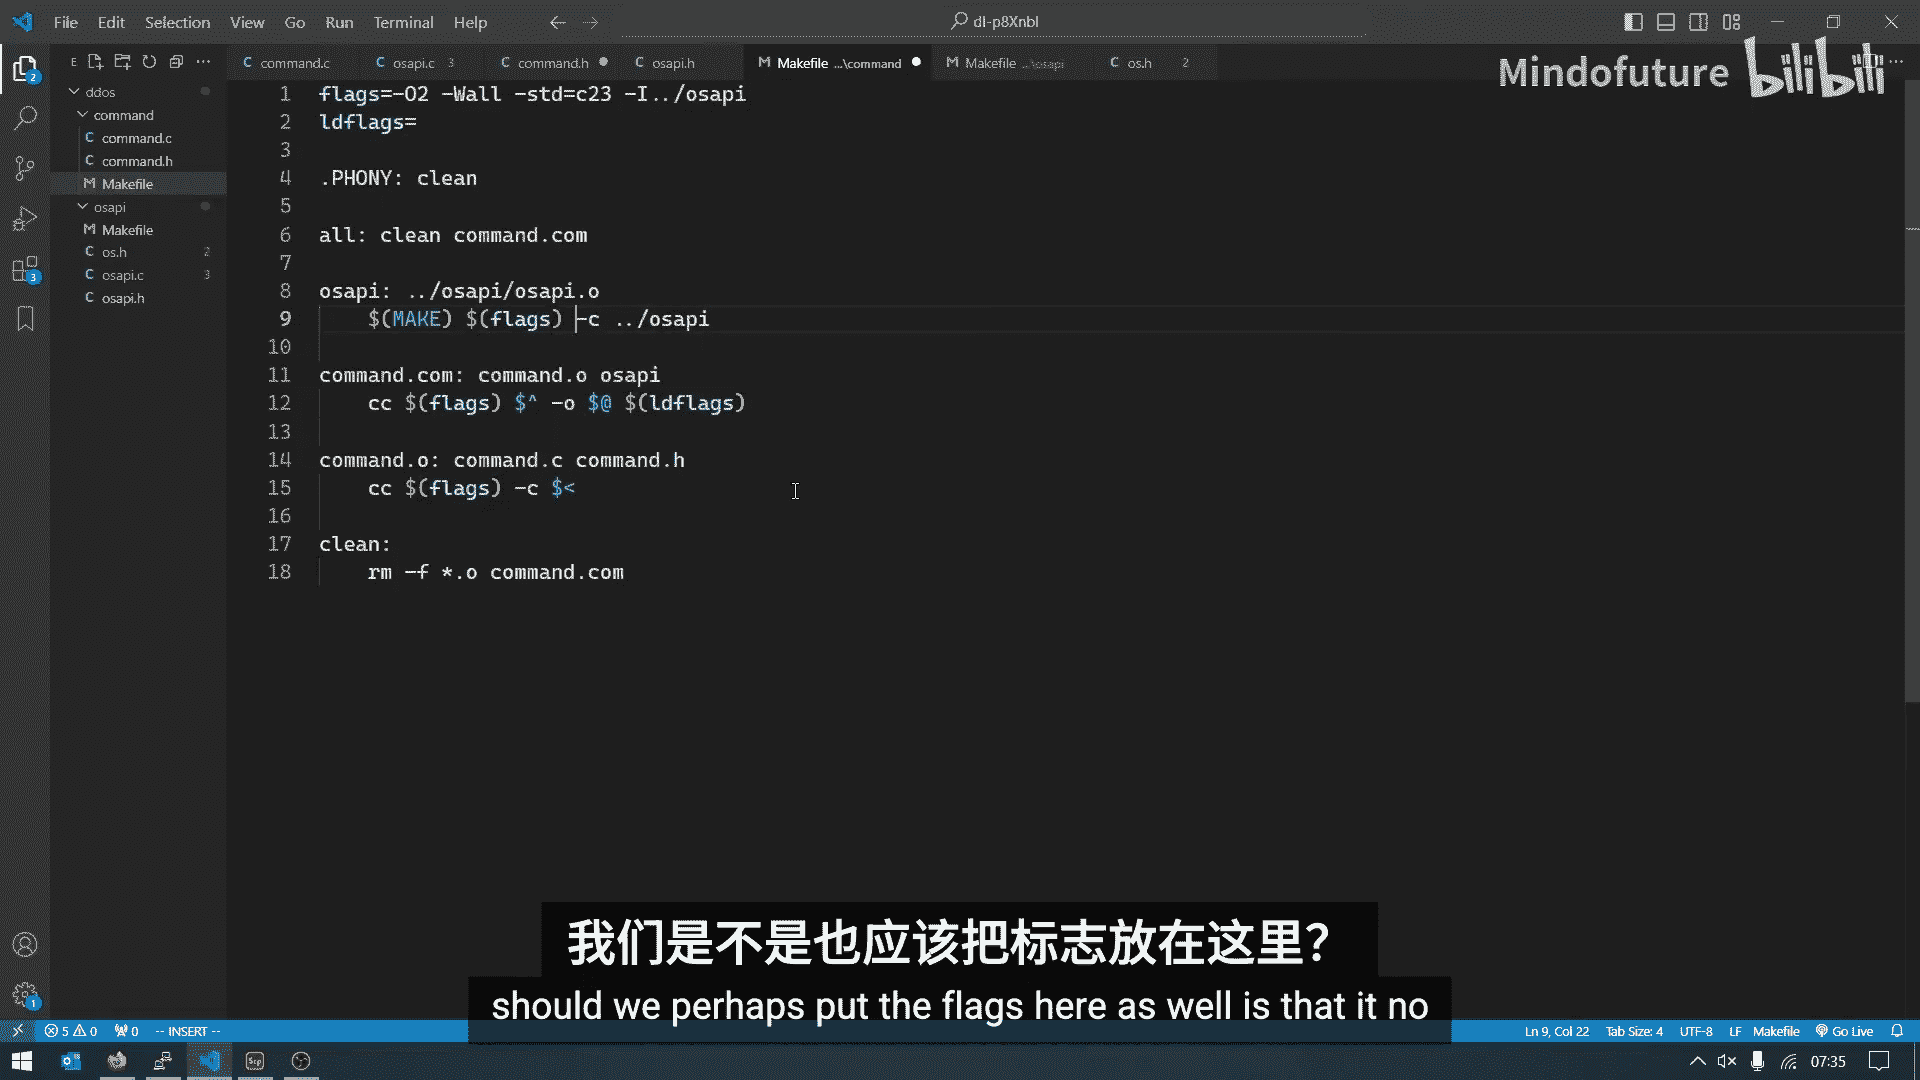 File Edit Selection View Go Run Terminal Help
dl-p8Xnbl
E
command.c
osapi.c 3
command.h
osapi.h
Makefile ...\command
Makefile ...\osapi
os.h 2
Mindofuture bilibili
ddos
command
command.c
command.h
Makefile
osapi
Makefile
os.h 2
osapi.c 3
osapi.h
2
3
1
1 flags=-O2 -Wall -std=c23 -I../osapi
2 ldflags=
3
4 .PHONY: clean
5
6 all: clean command.com
7
8 osapi: ../osapi/osapi.o
9 $(MAKE) $(flags) -c ../osapi
10
11 command.com: command.o osapi
12 cc $(flags) $^ -o $@ $(ldflags)
13
14 command.o: command.c command.h
15 cc $(flags) -c $<
16
17 clean:
18 rm -f *.o command.com
我们是不是也应该把标志放在这里？
should we perhaps put the flags here as well is that it no
5 0 0 -- INSERT --
Ln 9, Col 22 Tab Size: 4 UTF-8 LF Makefile Go Live
07:35